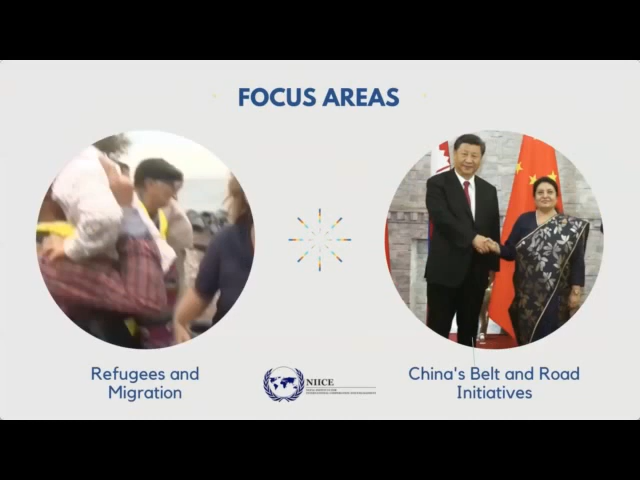 FOCUS AREAS
Refugees and
Migration
China's Belt and Road
Initiatives
NIICE